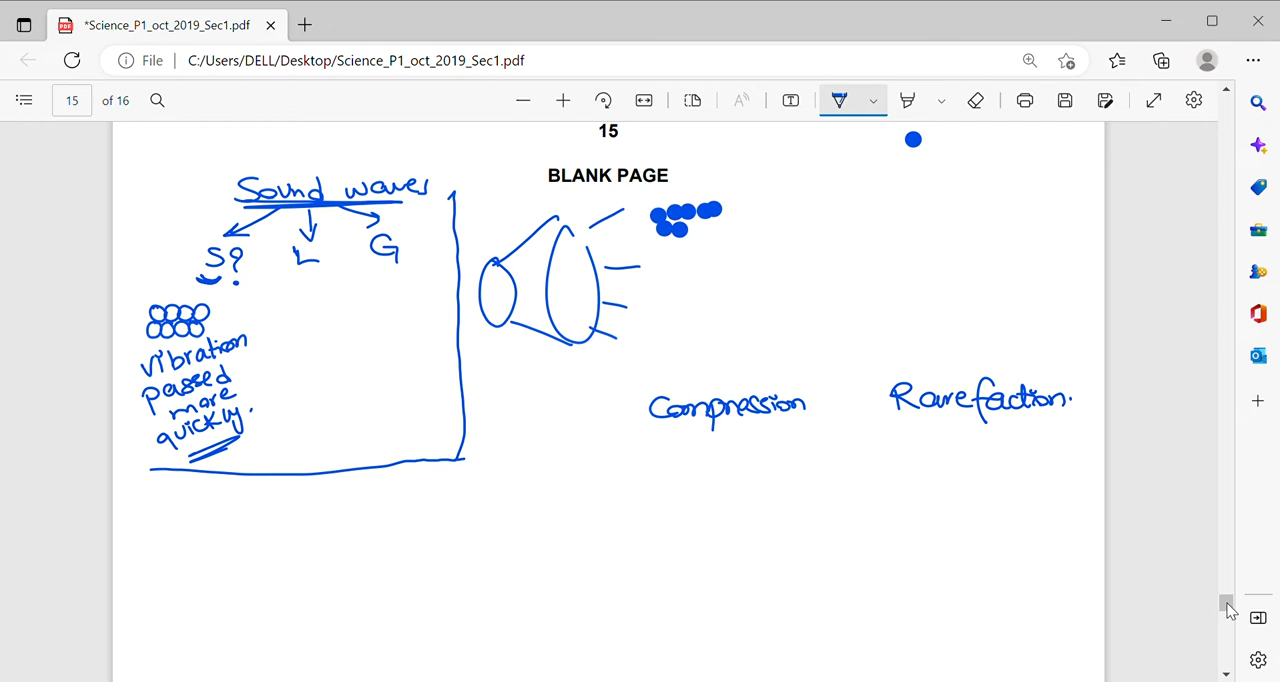 *Science_P1_oct_2019_Sec1.pdf
File
C:/Users/DELL/Desktop/Science_P1_oct_2019_Sec1.pdf
15 of 16
15
BLANK PAGE
Sound waves
S? L G
vibration
passed
more
quickly.
Compression
Rarefaction.